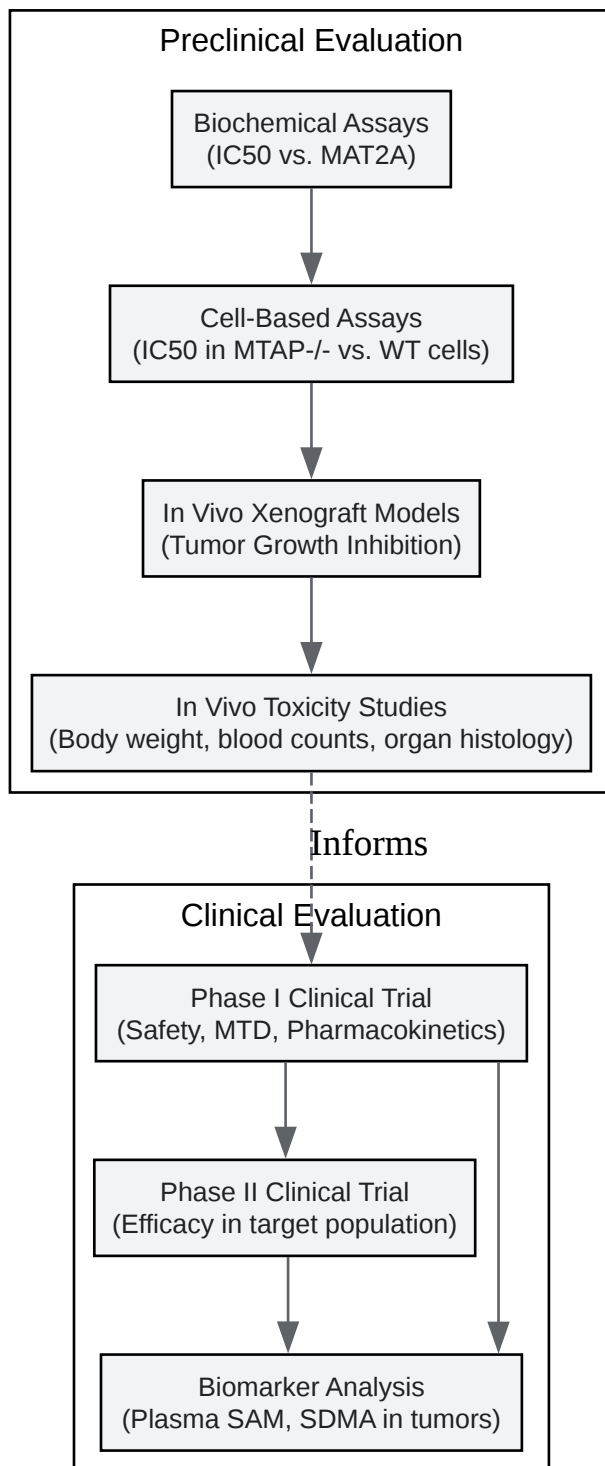 Preclinical Evaluation
Biochemical Assays
(IC50 vs. MAT2A)
Cell-Based Assays
(IC50 in MTAP-/- vs. WT cells)
In Vivo Xenograft Models
(Tumor Growth Inhibition)
In Vivo Toxicity Studies
(Body weight, blood counts, organ histology)
Informs
Clinical Evaluation
Phase I Clinical Trial
(Safety, MTD, Pharmacokinetics)
Phase II Clinical Trial
(Efficacy in target population)
Biomarker Analysis
(Plasma SAM, SDMA in tumors)